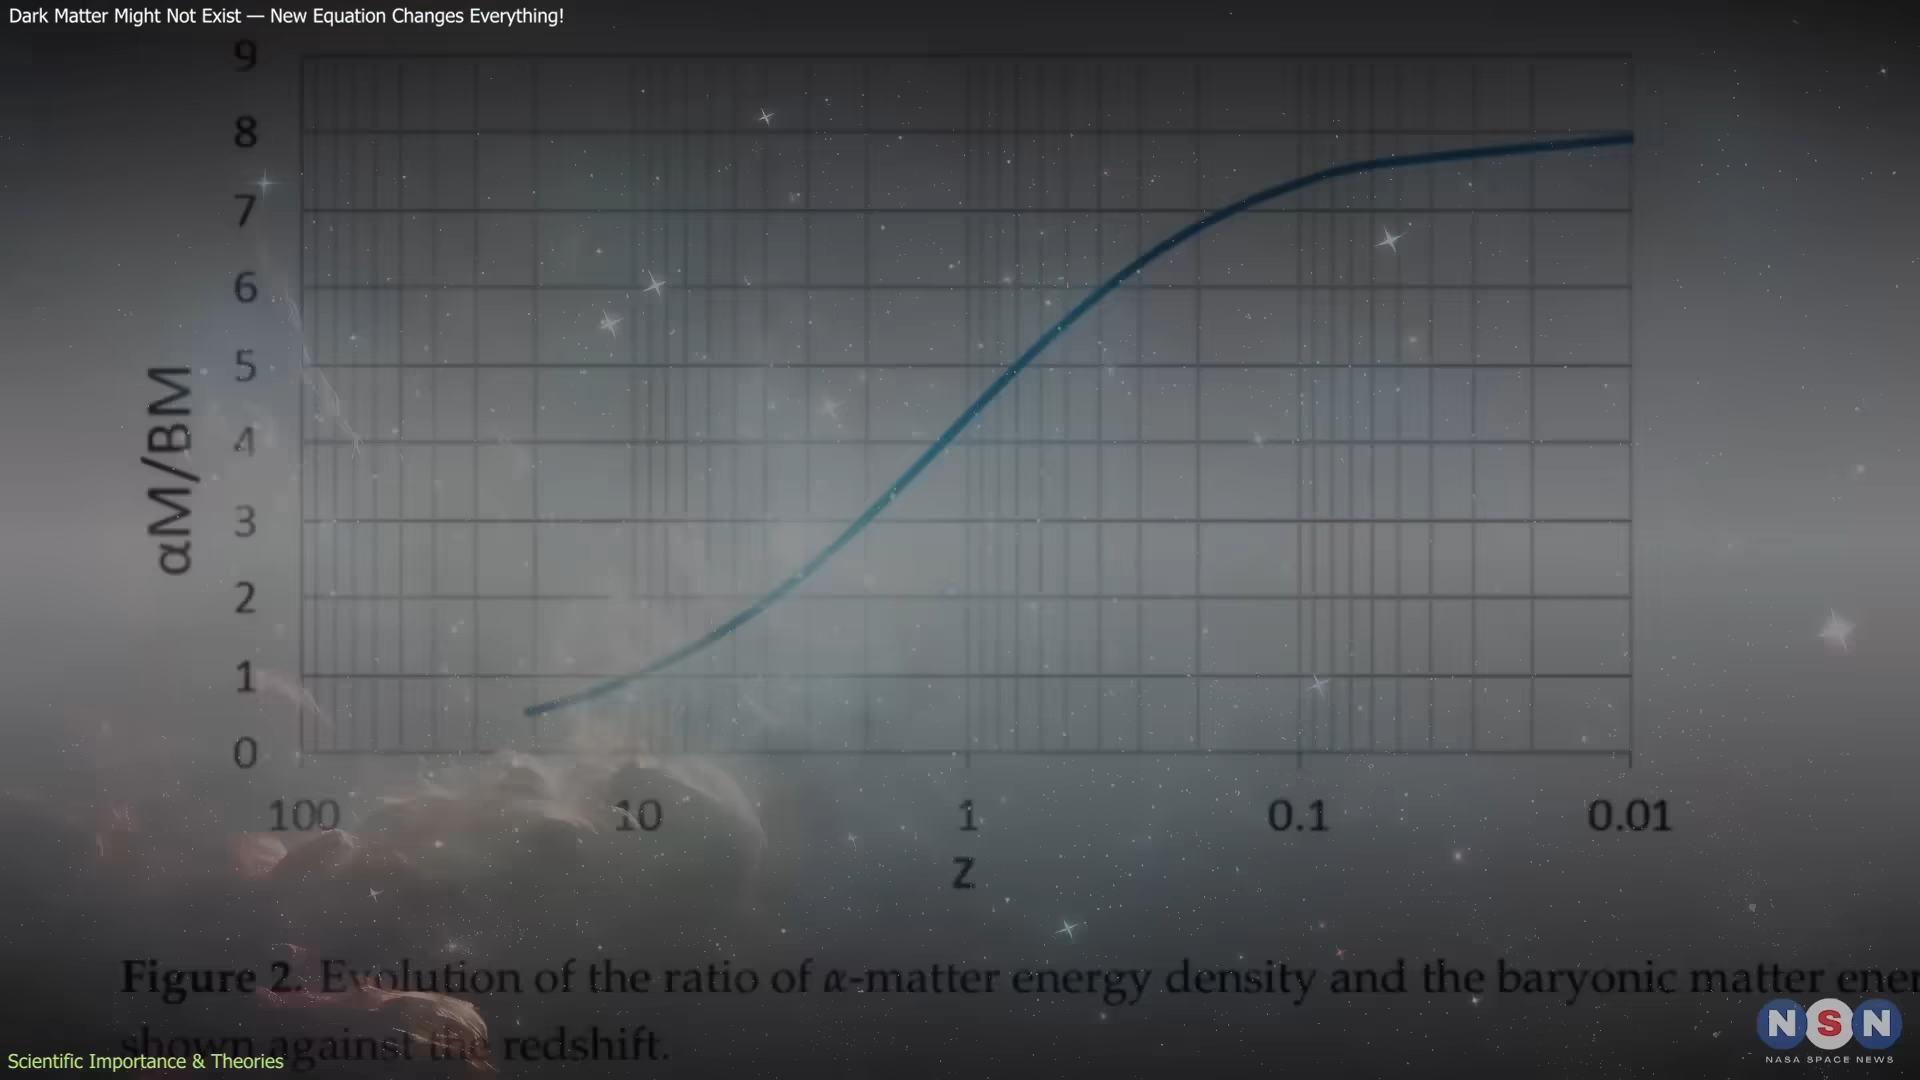 Dark Matter Might Not Exist — New Equation Changes Everything!
9
8
7
6
5
4
3
2
1
0
αM/BM
100 10 1 0.1 0.01
z
Figure 2. Evolution of the ratio of α-matter energy density and the baryonic matter ener
shown against the redshift.
Scientific Importance & Theories
NSN
NASA SPACE NEWS